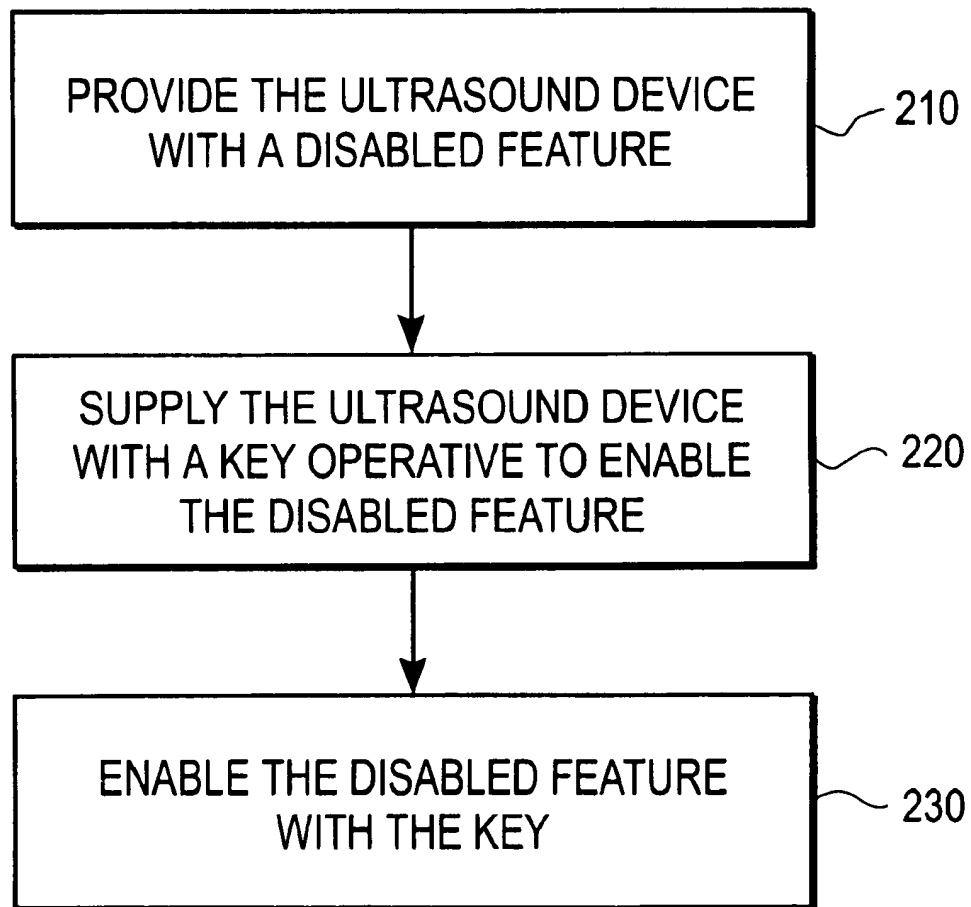 PROVIDE THE ULTRASOUND DEVICE
WITH A DISABLED FEATURE
210
SUPPLY THE ULTRASOUND DEVICE
WITH A KEY OPERATIVE TO ENABLE
THE DISABLED FEATURE
220
ENABLE THE DISABLED FEATURE
WITH THE KEY
230